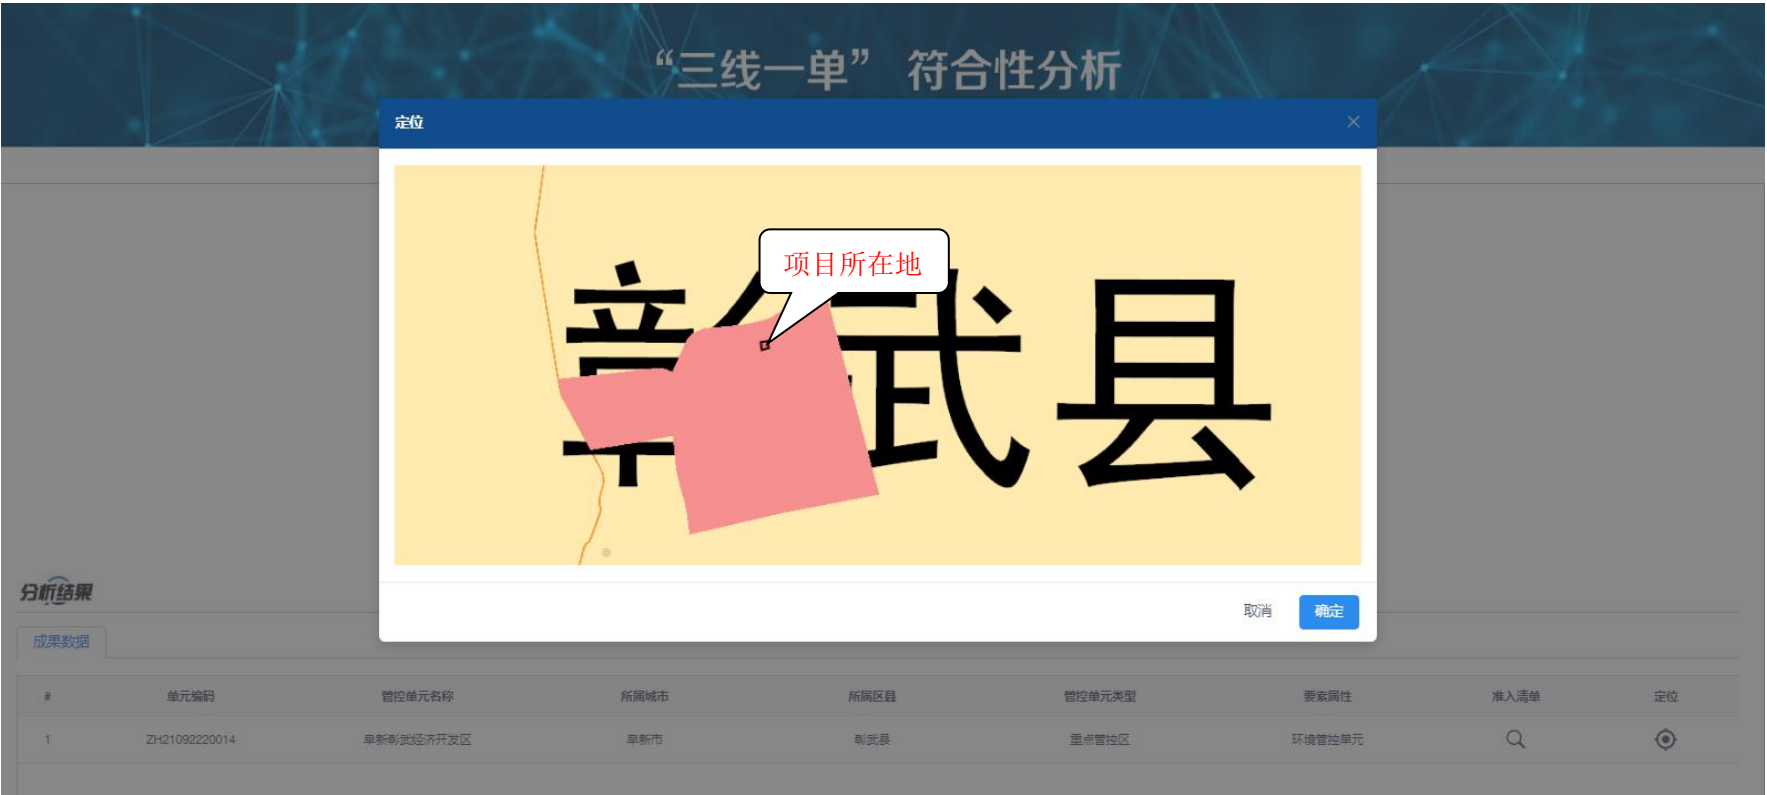 “三线一单” 符合性分析
定位
项目所在地
彰武县
取消 确定
分析结果
成果数据
# 单元编码 管控单元名称 所属城市 所属区县 管控单元类型 要素属性 准入清单 定位
1 ZH21092220014 阜新彰武经济开发区 阜新市 彰武县 重点管控区 环境管控单元